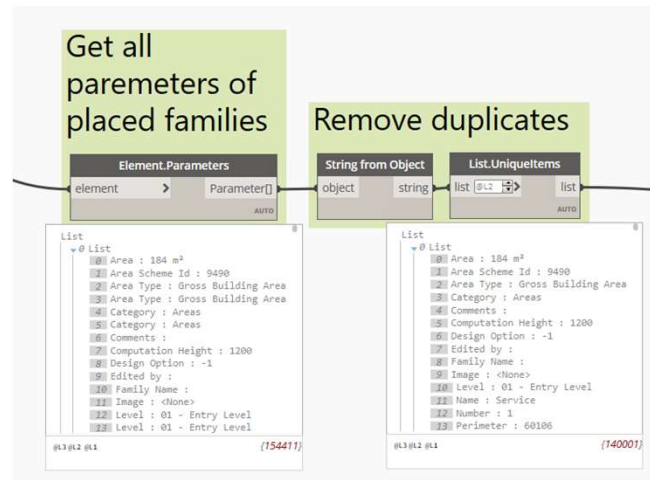 Get all
paremeters of
placed families
Remove duplicates
Element.Parameters
element > Parameter[]
AUTO
String from Object
object string
List.UniqueItems
list @L2 > list
AUTO
List
0 List
0 Area : 184 m²
1 Area Scheme Id : 9490
2 Area Type : Gross Building Area
3 Area Type : Gross Building Area
4 Category : Areas
5 Category : Areas
6 Comments :
7 Computation Height : 1200
8 Design Option : -1
9 Edited by :
10 Family Name :
11 Image : <None>
12 Level : 01 - Entry Level
13 Level : 01 - Entry Level
@L3 @L2 @L1 {154411}
List
0 List
0 Area : 184 m²
1 Area Scheme Id : 9490
2 Area Type : Gross Building Area
3 Category : Areas
4 Comments :
5 Computation Height : 1200
6 Design Option : -1
7 Edited by :
8 Family Name :
9 Image : <None>
10 Level : 01 - Entry Level
11 Name : Service
12 Number : 1
13 Perimeter : 60106
@L3 @L2 @L1 {140001}